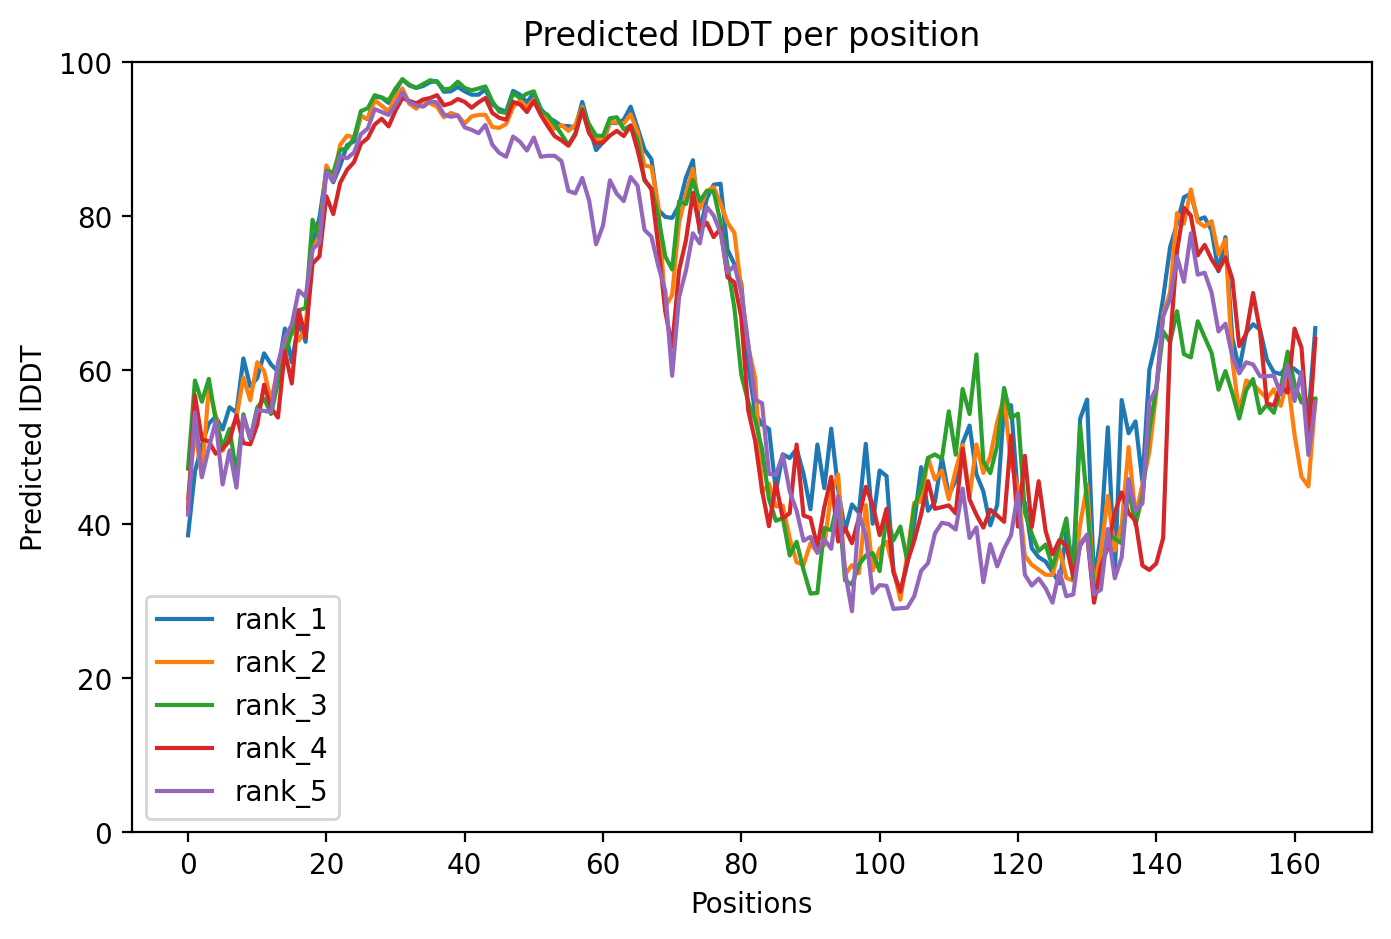 Predicted lDDT per position
100
80
60
40
20
0
Predicted lDDT
rank_1
rank_2
rank_3
rank_4
rank_5
0 20 40 60 80 100 120 140 160
Positions